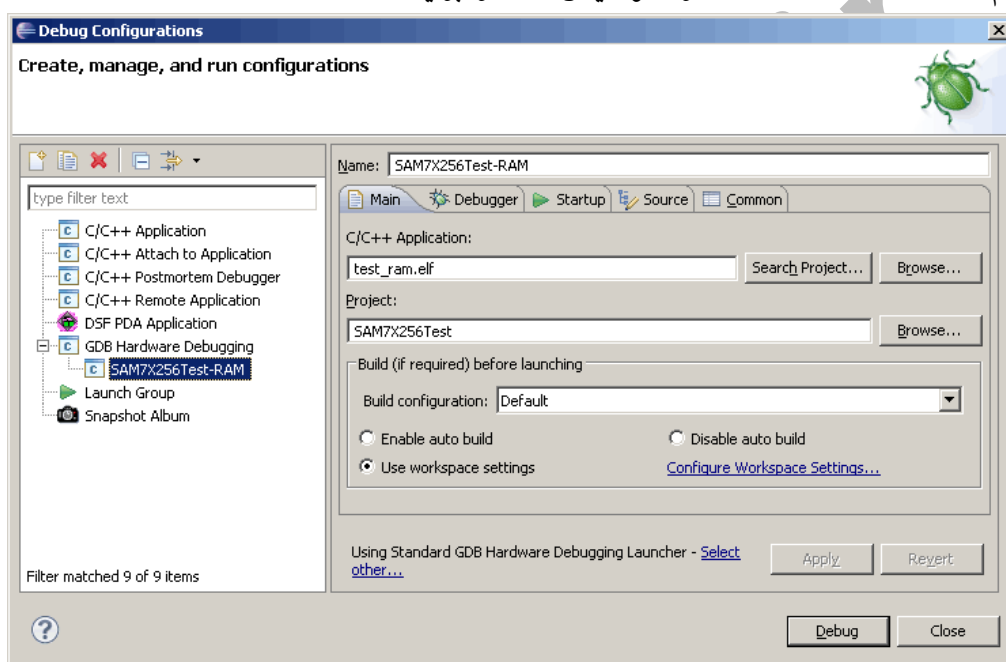 Debug Configurations
Create, manage, and run configurations
type filter text
C/C++ Application
C/C++ Attach to Application
C/C++ Postmortem Debugger
C/C++ Remote Application
DSF PDA Application
GDB Hardware Debugging
SAM7X256Test-RAM
Launch Group
Snapshot Album
Filter matched 9 of 9 items
Name: SAM7X256Test-RAM
Main Debugger Startup Source Common
C/C++ Application:
test_ram.elf Search Project... Browse...
Project:
SAM7X256Test Browse...
Build (if required) before launching
Build configuration: Default
Enable auto build Disable auto build
Use workspace settings Configure Workspace Settings...
Using Standard GDB Hardware Debugging Launcher - Select
other... Apply Revert
Debug Close